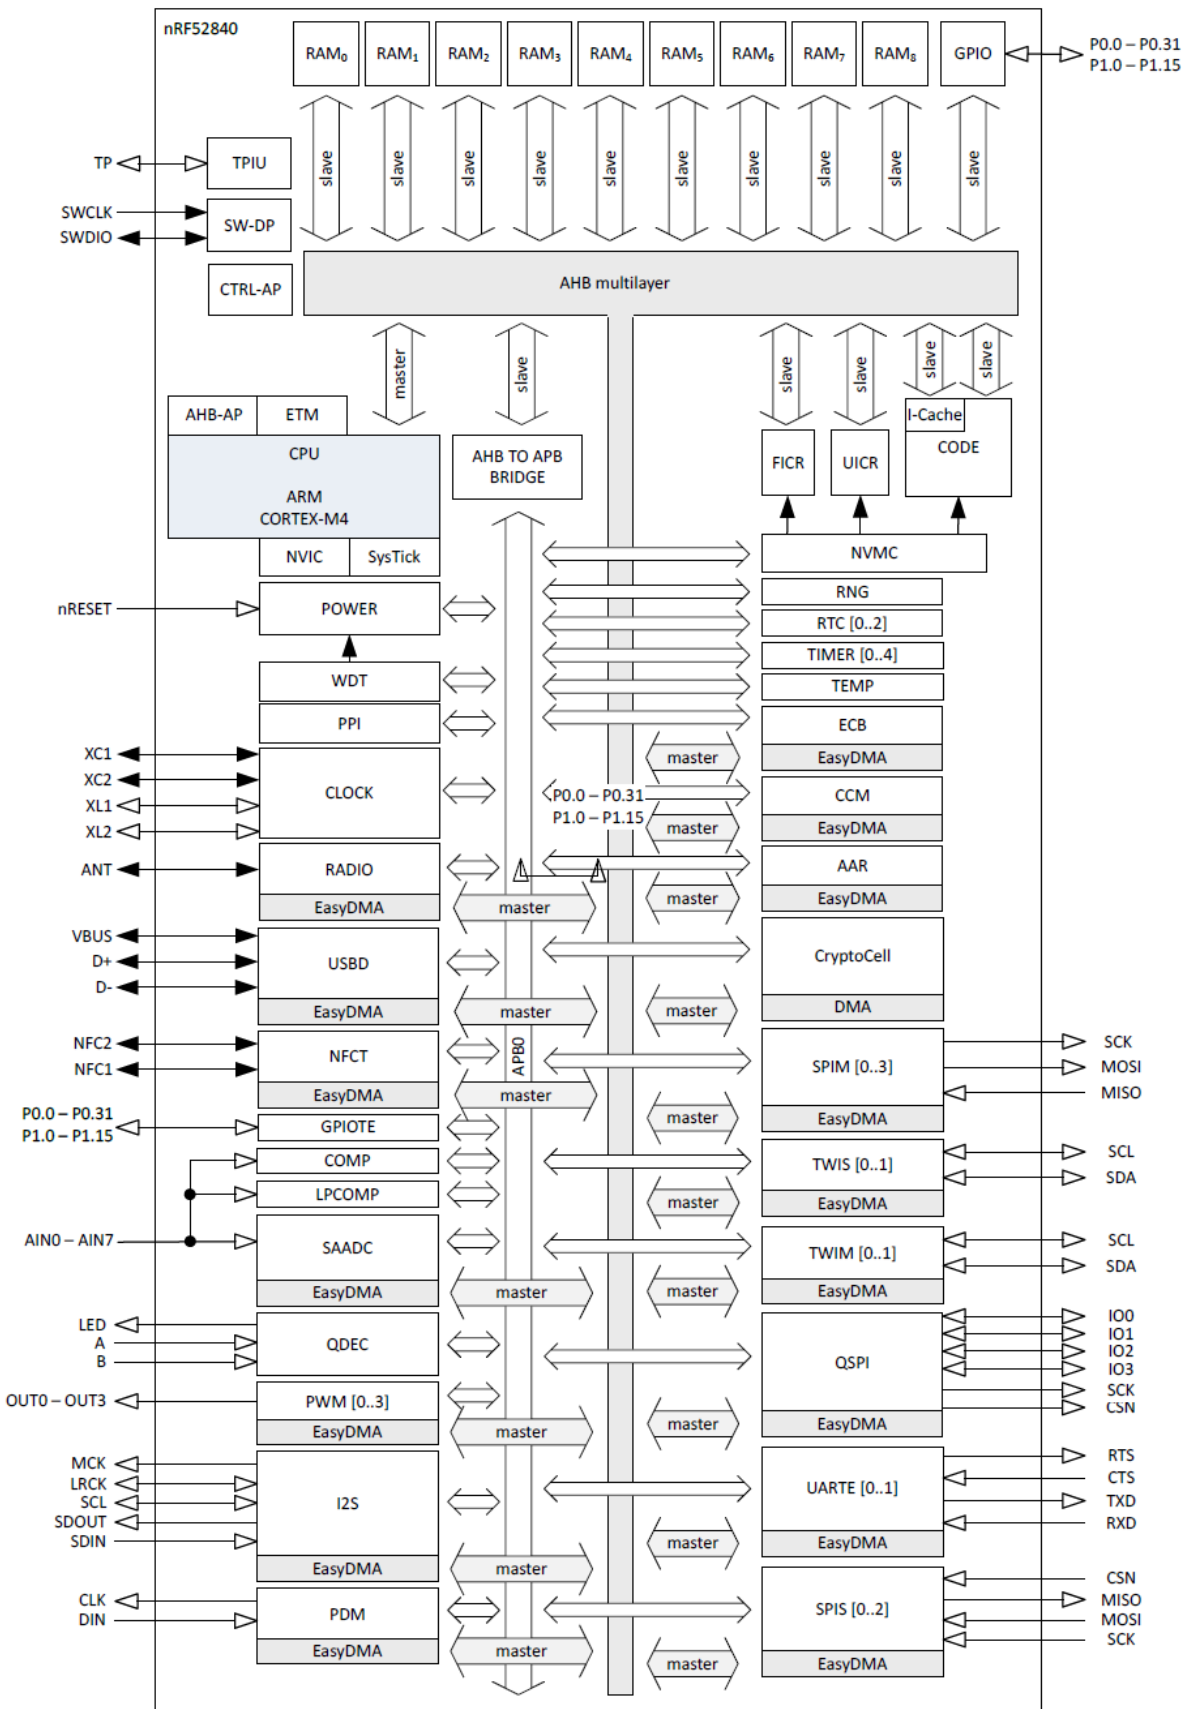 nRF52840
RAM0 RAM1 RAM2 RAM3 RAM4 RAM5 RAM6 RAM7 RAM8 GPIO
P0.0 – P0.31
P1.0 – P1.15
slave slave slave slave slave slave slave slave slave slave
TP TPIU
SWCLK
SWDIO
SW-DP
CTRL-AP
AHB multilayer
master slave slave slave slave slave
AHB-AP ETM
CPU
ARM
CORTEX-M4
NVIC SysTick
AHB TO APB
BRIDGE
FICR UICR
I-Cache
CODE
NVMC
RNG
RTC [0..2]
TIMER [0..4]
TEMP
ECB
master EasyDMA
P0.0 – P0.31
P1.0 – P1.15
CCM
master EasyDMA
AAR
master EasyDMA
CryptoCell
master DMA
nRESET POWER
WDT
PPI
XC1
XC2
XL1
XL2
CLOCK
ANT RADIO
EasyDMA master
VBUS
D+
D-
USBD
EasyDMA master
APB0
NFC2
NFC1
NFCT
EasyDMA master
P0.0 – P0.31
P1.0 – P1.15
GPIOTE
COMP
LPCOMP
AIN0 – AIN7 SAADC
EasyDMA master
LED
A
B
QDEC
OUT0 – OUT3 PWM [0..3]
EasyDMA master
MCK
LRCK
SCL
SDOUT
SDIN
I2S
EasyDMA master
CLK
DIN
PDM
EasyDMA master
SPIM [0..3]
master EasyDMA
SCK
MOSI
MISO
TWIS [0..1]
master EasyDMA
SCL
SDA
TWIM [0..1]
master EasyDMA
SCL
SDA
QSPI
master EasyDMA
IO0
IO1
IO2
IO3
SCK
CSN
UARTE [0..1]
master EasyDMA
RTS
CTS
TXD
RXD
SPIS [0..2]
master EasyDMA
CSN
MISO
MOSI
SCK